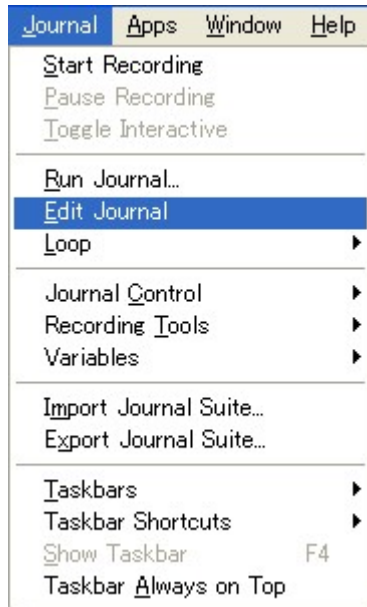 Journal Apps Window Help
Start Recording
Pause Recording
Toggle Interactive
Run Journal...
Edit Journal
Loop
Journal Control
Recording Tools
Variables
Import Journal Suite...
Export Journal Suite...
Taskbars
Taskbar Shortcuts
Show Taskbar F4
Taskbar Always on Top